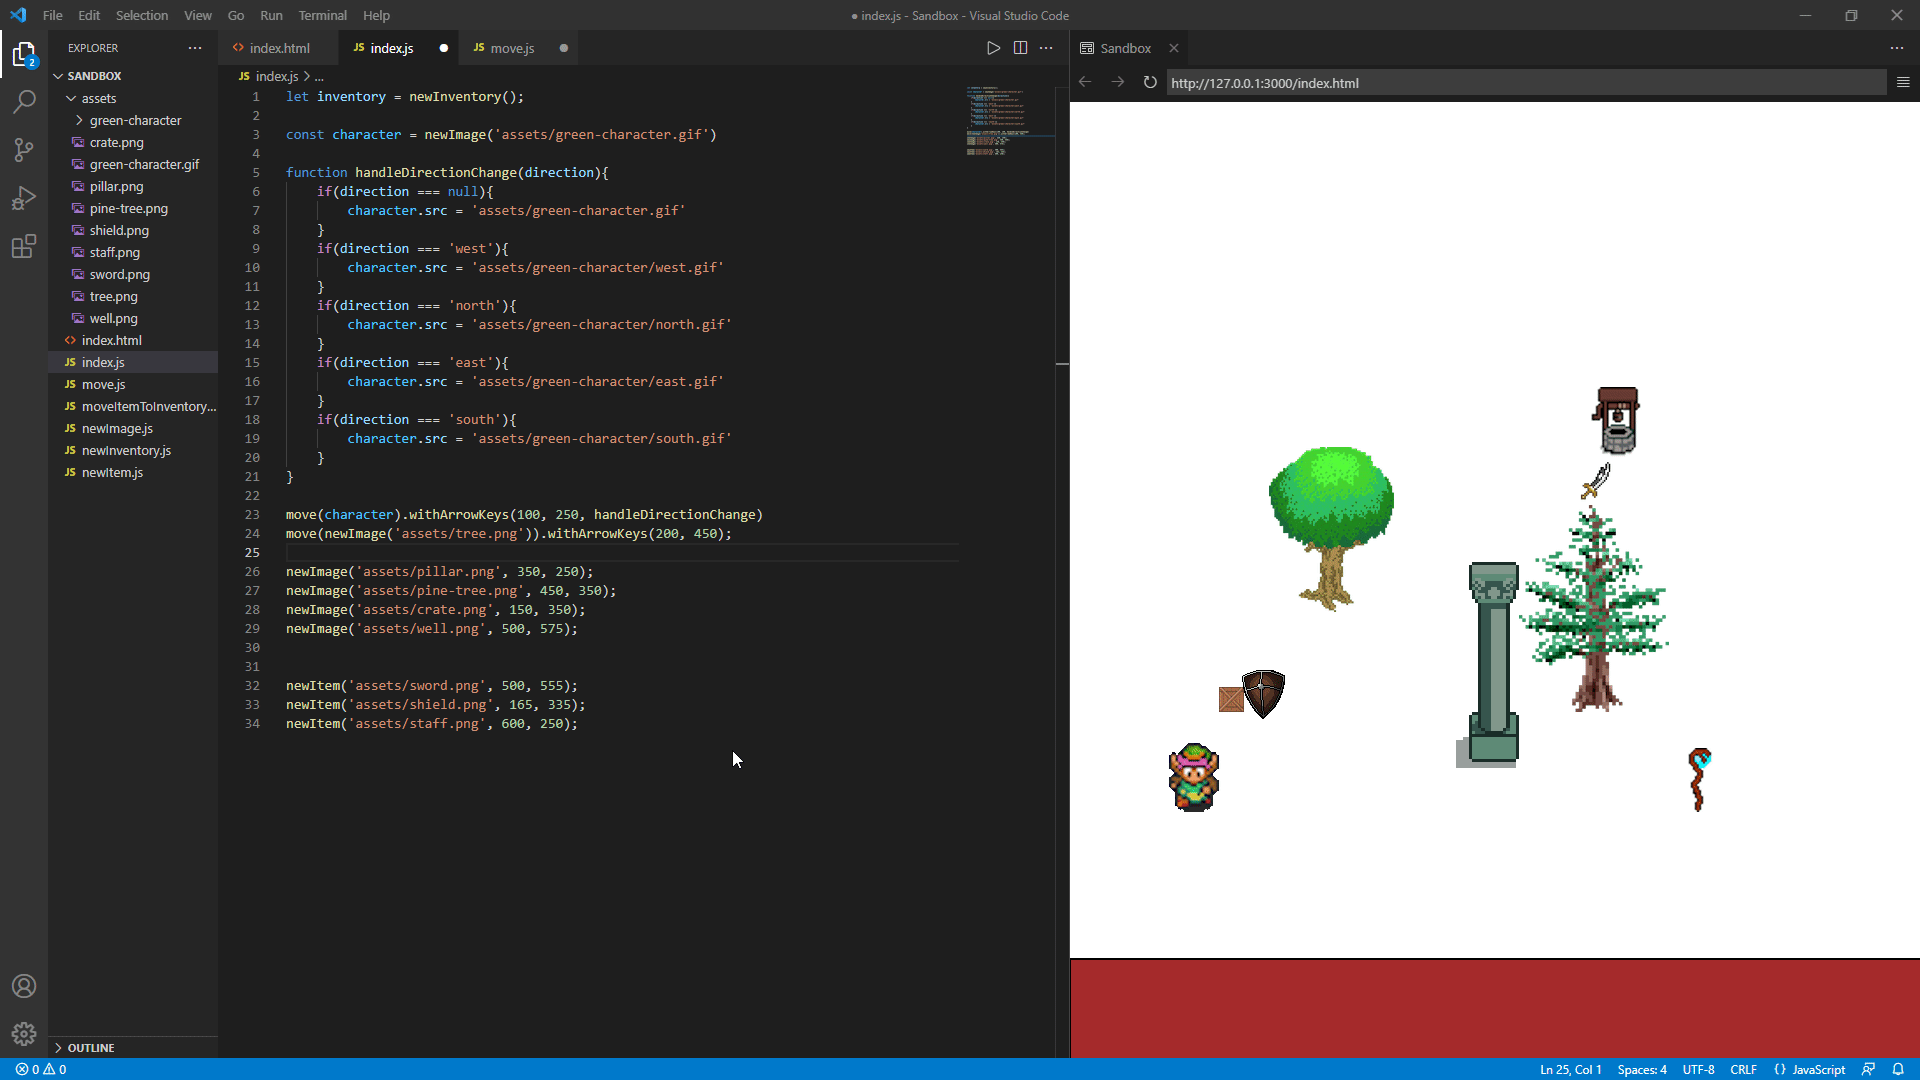 File Edit Selection View Go Run Terminal Help
● index.js - Sandbox - Visual Studio Code
EXPLORER
index.html
JS index.js
JS move.js
Sandbox
SANDBOX
JS index.js > ...
http://127.0.0.1:3000/index.html
2
assets
green-character
crate.png
green-character.gif
pillar.png
pine-tree.png
shield.png
staff.png
sword.png
tree.png
well.png
index.html
JS index.js
JS move.js
JS moveItemToInventory...
JS newImage.js
JS newInventory.js
JS newItem.js
OUTLINE
1 let inventory = newInventory();
2
3 const character = newImage('assets/green-character.gif')
4
5 function handleDirectionChange(direction){
6 if(direction === null){
7 character.src = 'assets/green-character.gif'
8 }
9 if(direction === 'west'){
10 character.src = 'assets/green-character/west.gif'
11 }
12 if(direction === 'north'){
13 character.src = 'assets/green-character/north.gif'
14 }
15 if(direction === 'east'){
16 character.src = 'assets/green-character/east.gif'
17 }
18 if(direction === 'south'){
19 character.src = 'assets/green-character/south.gif'
20 }
21 }
22
23 move(character).withArrowKeys(100, 250, handleDirectionChange)
24 move(newImage('assets/tree.png')).withArrowKeys(200, 450);
25
26 newImage('assets/pillar.png', 350, 250);
27 newImage('assets/pine-tree.png', 450, 350);
28 newImage('assets/crate.png', 150, 350);
29 newImage('assets/well.png', 500, 575);
30
31
32 newItem('assets/sword.png', 500, 555);
33 newItem('assets/shield.png', 165, 335);
34 newItem('assets/staff.png', 600, 250);
0 0
Ln 25, Col 1 Spaces: 4 UTF-8 CRLF {} JavaScript